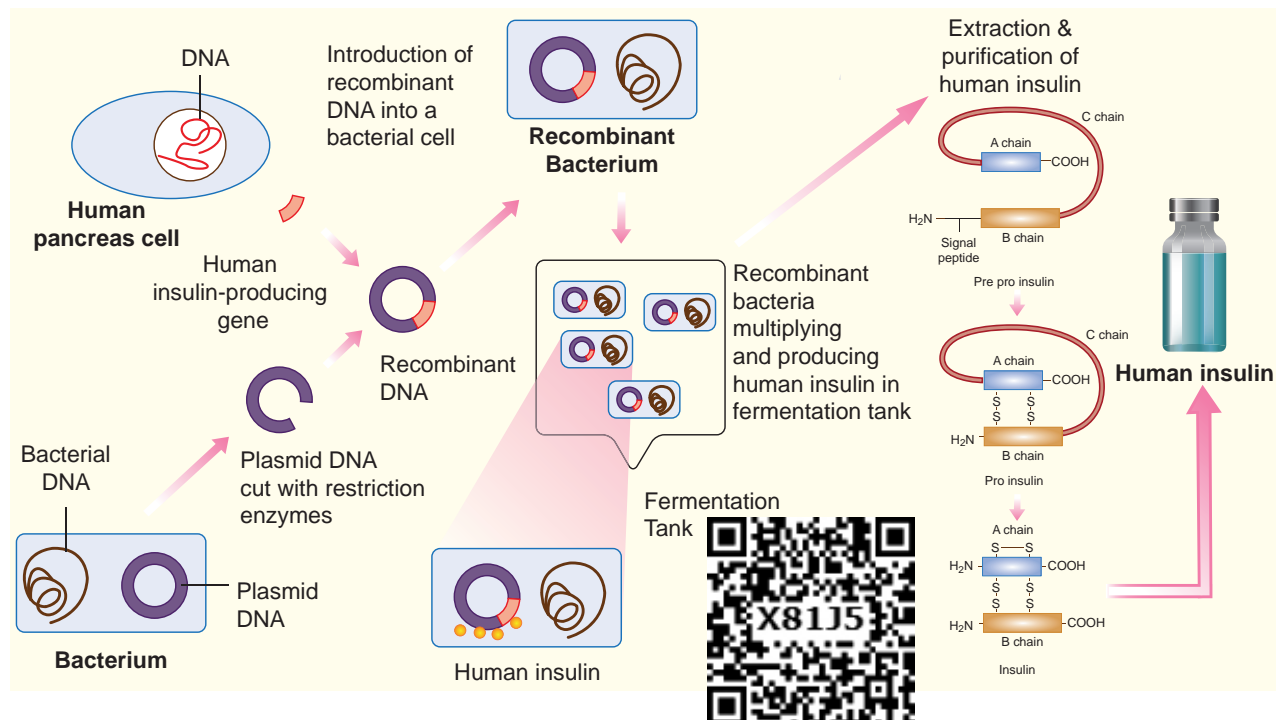 DNA
Human
pancreas cell
Introduction of
recombinant
DNA into a
bacterial cell
Recombinant
Bacterium
Human
insulin-producing
gene
Recombinant
DNA
Plasmid DNA
cut with restriction
enzymes
Bacterial
DNA
Plasmid
DNA
Bacterium
Recombinant
bacteria
multiplying
and producing
human insulin in
fermentation tank
Fermentation
Tank
Human insulin
X81J5
Extraction &
purification of
human insulin
C chain
A chain
COOH
H₂N
Signal
peptide
B chain
Pre pro insulin
C chain
A chain
COOH
S S
S S
H₂N
B chain
Pro insulin
A chain
S S
H₂N COOH
S S
S S
H₂N COOH
B chain
Insulin
Human insulin